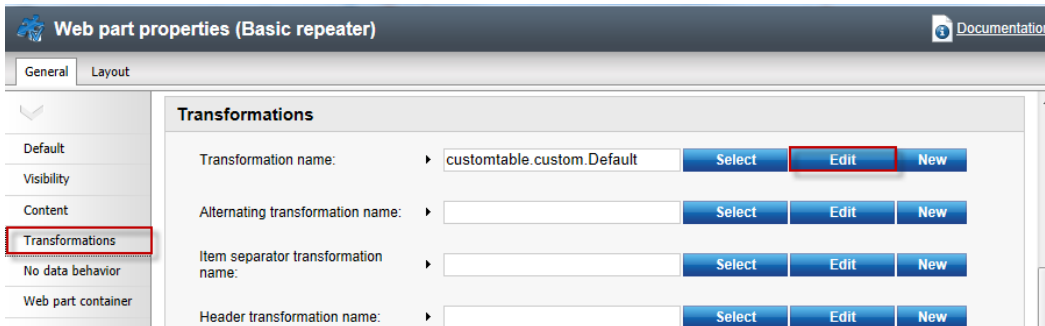 Web part properties (Basic repeater)
Documentation
General Layout
Transformations
Default
Transformation name: customtable.custom.Default Select Edit New
Visibility
Content
Alternating transformation name: Select Edit New
Transformations
Item separator transformation
name: Select Edit New
No data behavior
Web part container
Header transformation name: Select Edit New